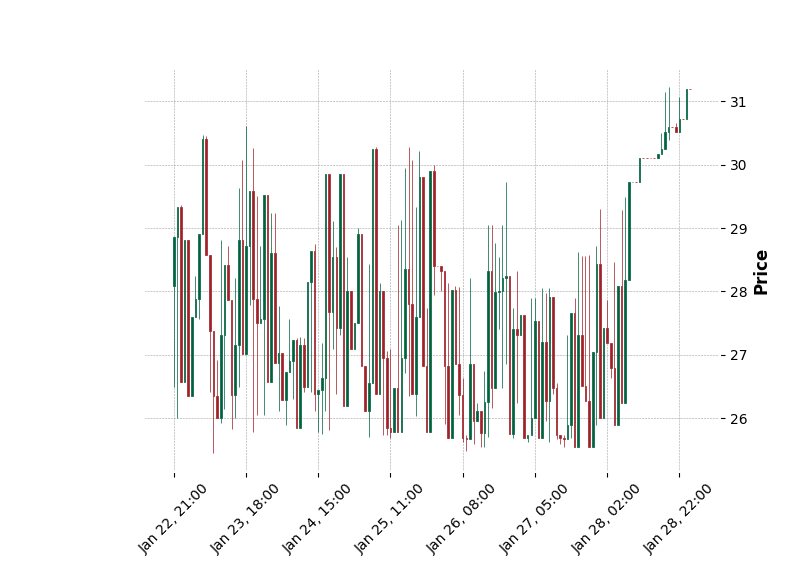 31
30
29
28
27
26
Price
Jan 22, 21:00
Jan 23, 18:00
Jan 24, 15:00
Jan 25, 11:00
Jan 26, 08:00
Jan 27, 05:00
Jan 28, 02:00
Jan 28, 22:00